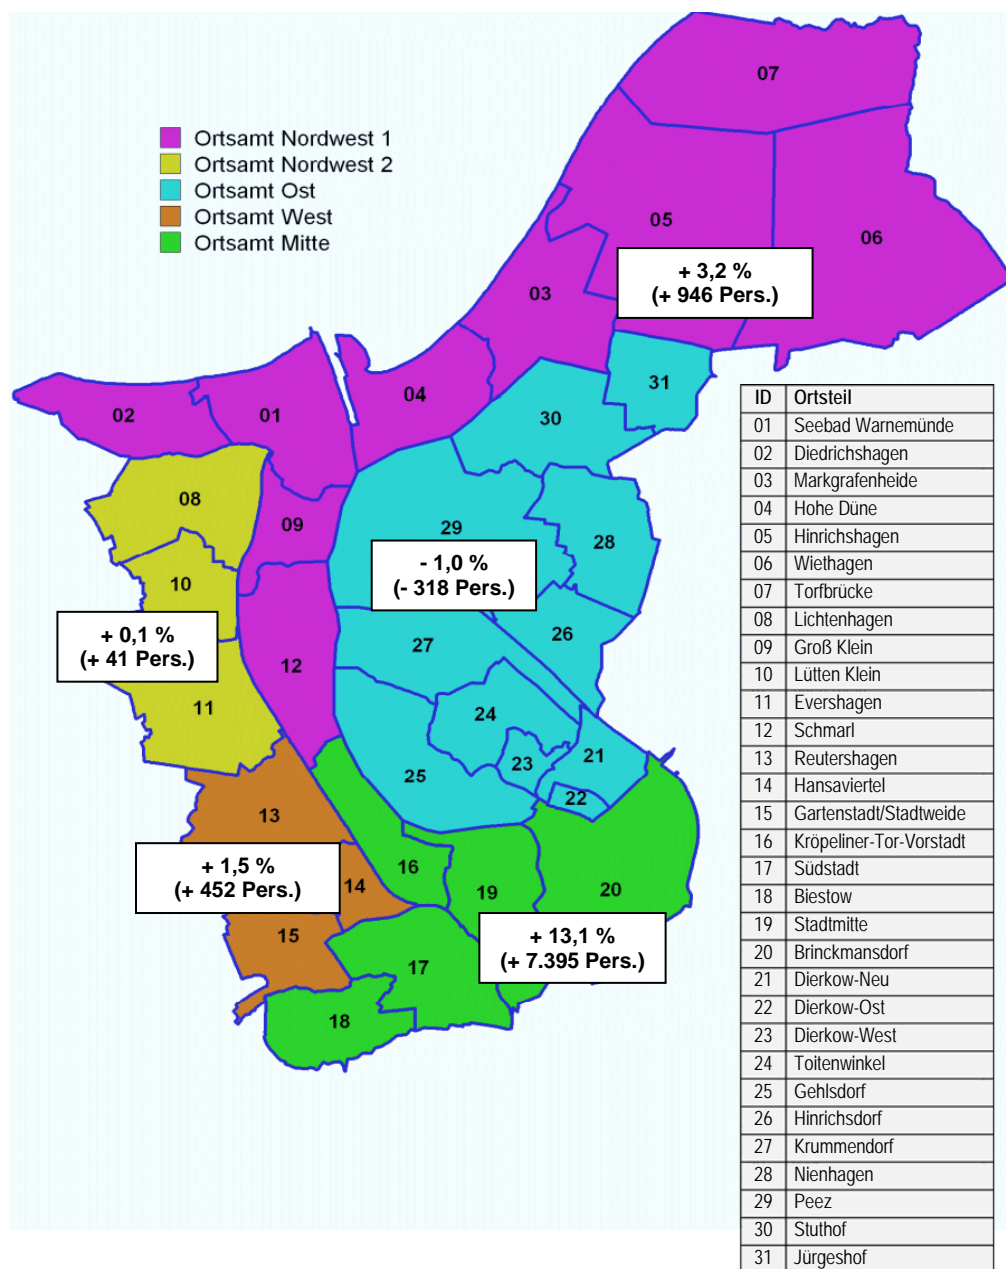 07
Ortsamt Nordwest 1
Ortsamt Nordwest 2
Ortsamt Ost
Ortsamt West
Ortsamt Mitte
05
06
+ 3,2 %
(+ 946 Pers.)
03
31
04
02
01
30
ID Ortsteil
01 Seebad Warnemünde
02 Diedrichshagen
03 Markgrafenheide
04 Hohe Düne
05 Hinrichshagen
06 Wiethagen
07 Torfbrücke
08 Lichtenhagen
09 Groß Klein
10 Lütten Klein
11 Evershagen
12 Schmarl
13 Reutershagen
14 Hansaviertel
15 Gartenstadt/Stadtweide
16 Kröpeliner-Tor-Vorstadt
17 Südstadt
18 Biestow
19 Stadtmitte
20 Brinckmansdorf
21 Dierkow-Neu
22 Dierkow-Ost
23 Dierkow-West
24 Toitenwinkel
25 Gehlsdorf
26 Hinrichsdorf
27 Krummendorf
28 Nienhagen
29 Peez
30 Stuthof
31 Jürgeshof
08
09
29
28
- 1,0 %
(- 318 Pers.)
10
+ 0,1 %
(+ 41 Pers.)
26
27
12
11
24
21
23
25
22
13
+ 1,5 %
(+ 452 Pers.)
16
14
19
20
15
+ 13,1 %
(+ 7.395 Pers.)
17
18